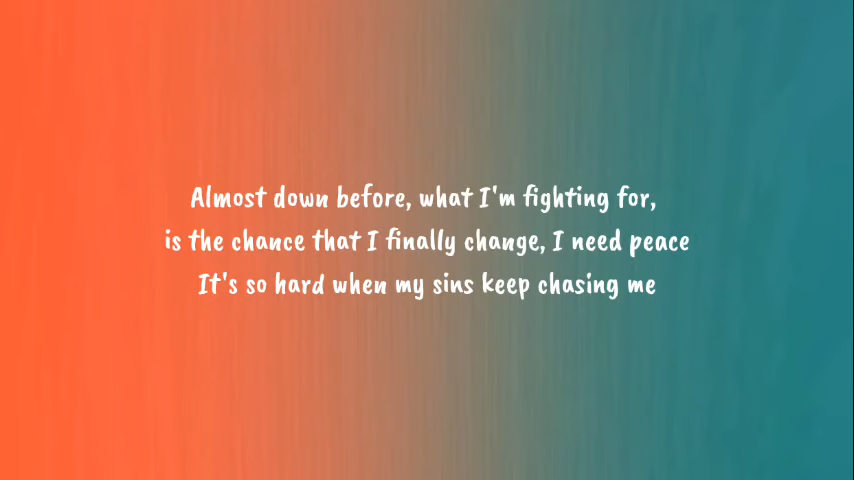 Almost down before, what I'm fighting for,
is the chance that I finally change, I need peace
It's so hard when my sins keep chasing me